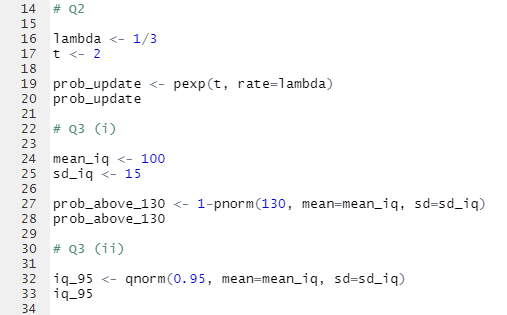 14 # Q2
15
16 lambda <- 1/3
17 t <- 2
18
19 prob_update <- pexp(t, rate=lambda)
20 prob_update
21
22 # Q3 (i)
23
24 mean_iq <- 100
25 sd_iq <- 15
26
27 prob_above_130 <- 1-pnorm(130, mean=mean_iq, sd=sd_iq)
28 prob_above_130
29
30 # Q3 (ii)
31
32 iq_95 <- qnorm(0.95, mean=mean_iq, sd=sd_iq)
33 iq_95
34